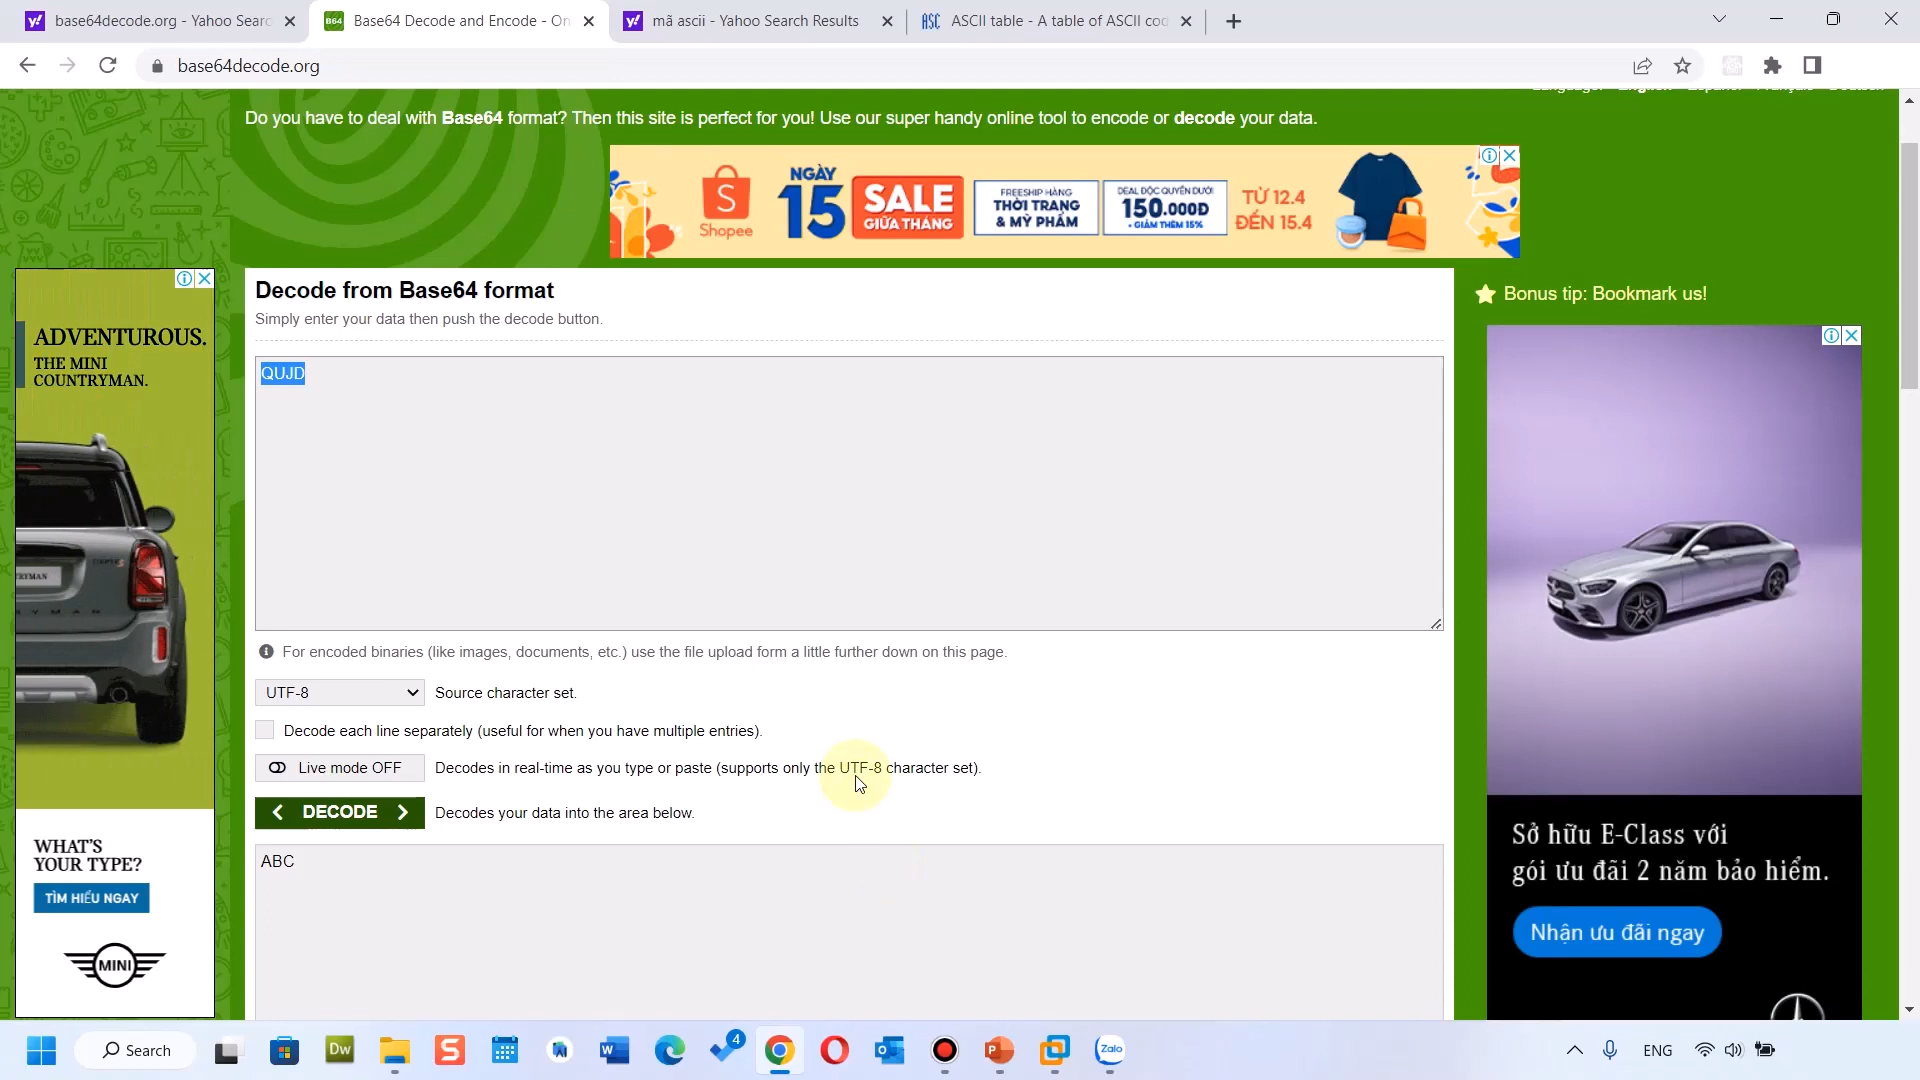 base64decode.org - Yahoo Searc
Base64 Decode and Encode - On
mã ascii - Yahoo Search Results
ASCII table - A table of ASCII coc
base64decode.org
Do you have to deal with Base64 format? Then this site is perfect for you! Use our super handy online tool to encode or decode your data.
Shopee
NGÀY
15
SALE
GIỮA THÁNG
FREESHIP HÀNG
THỜI TRANG
& MỸ PHẨM
DEAL ĐỘC QUYỀN DƯỚI
150.000Đ
+ GIẢM THÊM 15%
TỪ 12.4
ĐẾN 15.4
ADVENTUROUS.
THE MINI
COUNTRYMAN.
WHAT'S
YOUR TYPE?
TÌM HIỂU NGAY
MINI
Decode from Base64 format
Simply enter your data then push the decode button.
QUJD
For encoded binaries (like images, documents, etc.) use the file upload form a little further down on this page.
UTF-8 Source character set.
Decode each line separately (useful for when you have multiple entries).
Live mode OFF Decodes in real-time as you type or paste (supports only the UTF-8 character set).
< DECODE > Decodes your data into the area below.
ABC
Bonus tip: Bookmark us!
Sở hữu E-Class với
gói ưu đãi 2 năm bảo hiểm.
Nhận ưu đãi ngay
Search
Dw
4
Zalo
ENG